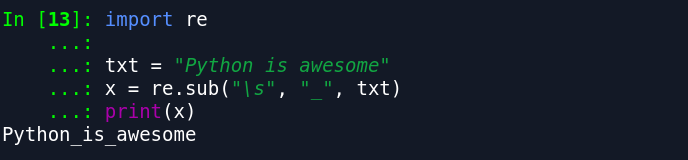 In [13]: import re
    ...:
    ...: txt = "Python is awesome"
    ...: x = re.sub("\s", "_", txt)
    ...: print(x)
Python_is_awesome